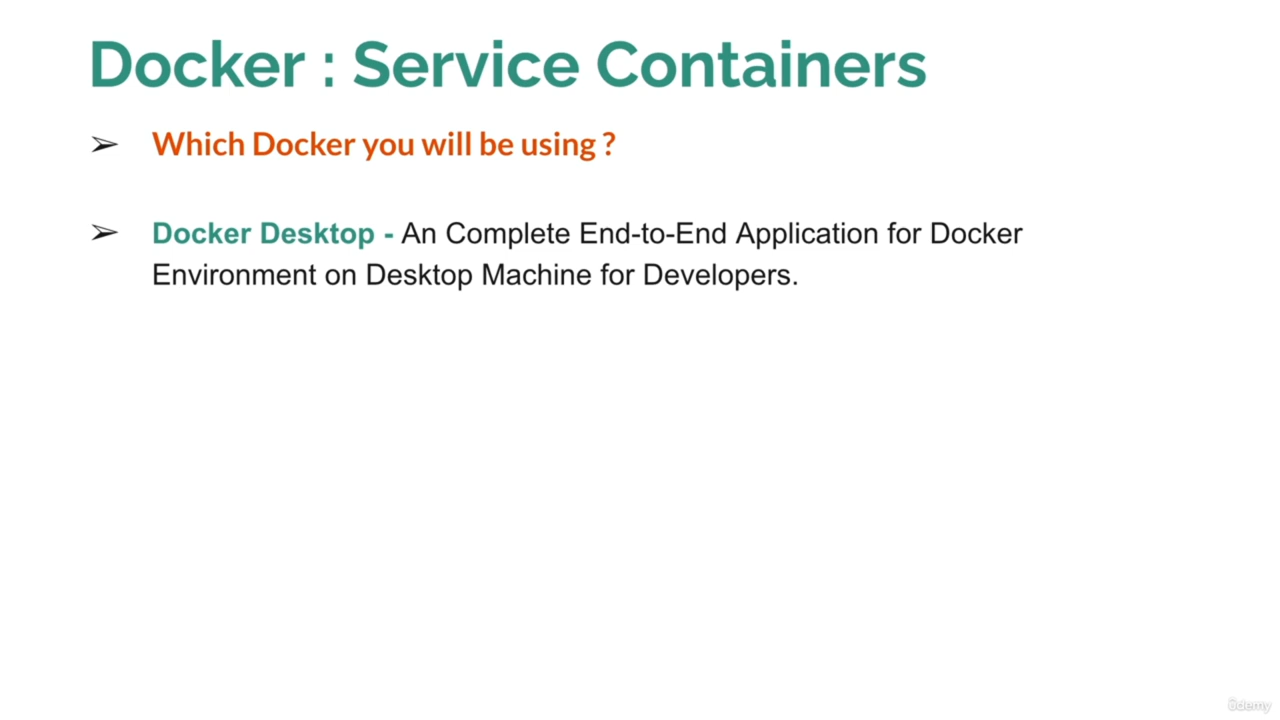 Docker : Service Containers
➢ Which Docker you will be using ?
➢ Docker Desktop - An Complete End-to-End Application for Docker
Environment on Desktop Machine for Developers.
ûdemy